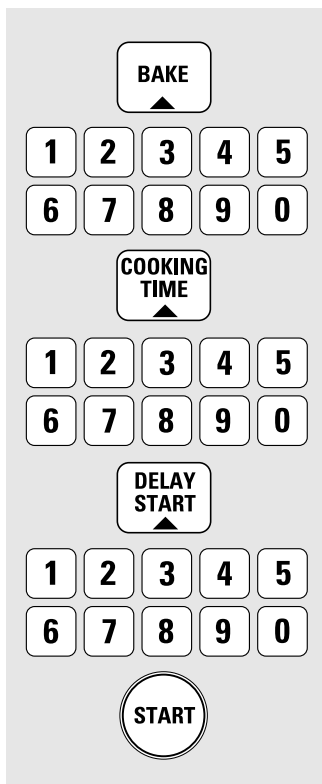 BAKE
1 2 3 4 5
6 7 8 9 0
COOKING
TIME
1 2 3 4 5
6 7 8 9 0
DELAY
START
1 2 3 4 5
6 7 8 9 0
START